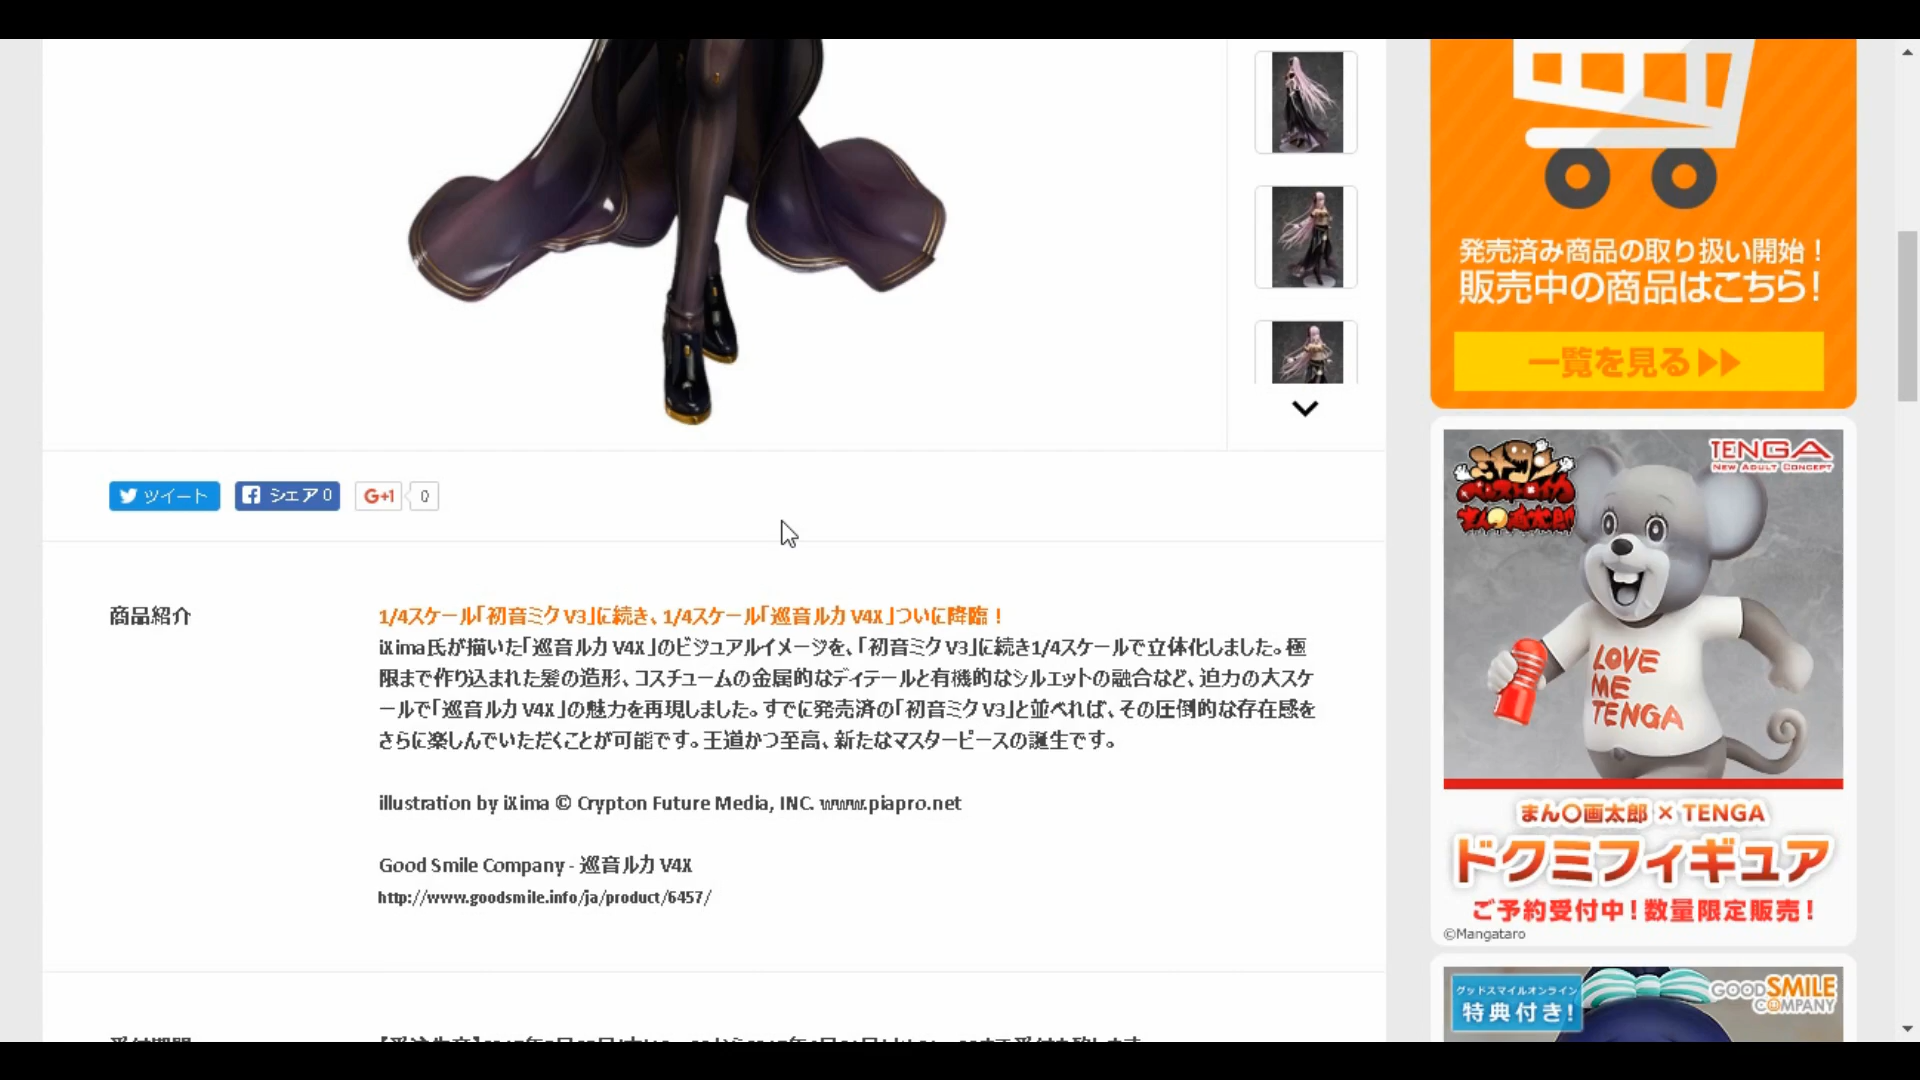 発売済み商品の取り扱い開始！
販売中の商品はこちら！
一覧を見る
ツイート
シェア 0
G+1
0
商品紹介
1/4スケール「初音ミク V3」に続き、1/4スケール「巡音ルカ V4X」ついに降臨！
iXima氏が描いた「巡音ルカ V4X」のビジュアルイメージを、「初音ミク V3」に続き1/4スケールで立体化しました。極
限まで作り込まれた髪の造形、コスチュームの金属的なディテールと有機的なシルエットの融合など、迫力の大スケ
ールで「巡音ルカ V4X」の魅力を再現しました。すでに発売済の「初音ミク V3」と並べれば、その圧倒的な存在感を
さらに楽しんでいただくことが可能です。王道かつ至高、新たなマスターピースの誕生です。
illustration by iXima © Crypton Future Media, INC. www.piapro.net
Good Smile Company - 巡音ルカ V4X
http://www.goodsmile.info/ja/product/6457/
TENGA
NEW ADULT CONCEPT
LOVE
ME
TENGA
まん〇画太郎 × TENGA
ドクミフィギュア
ご予約受付中！数量限定販売！
©Mangataro
グッドスマイルオンライン
特典付き！
GOOD SMILE
COMPANY